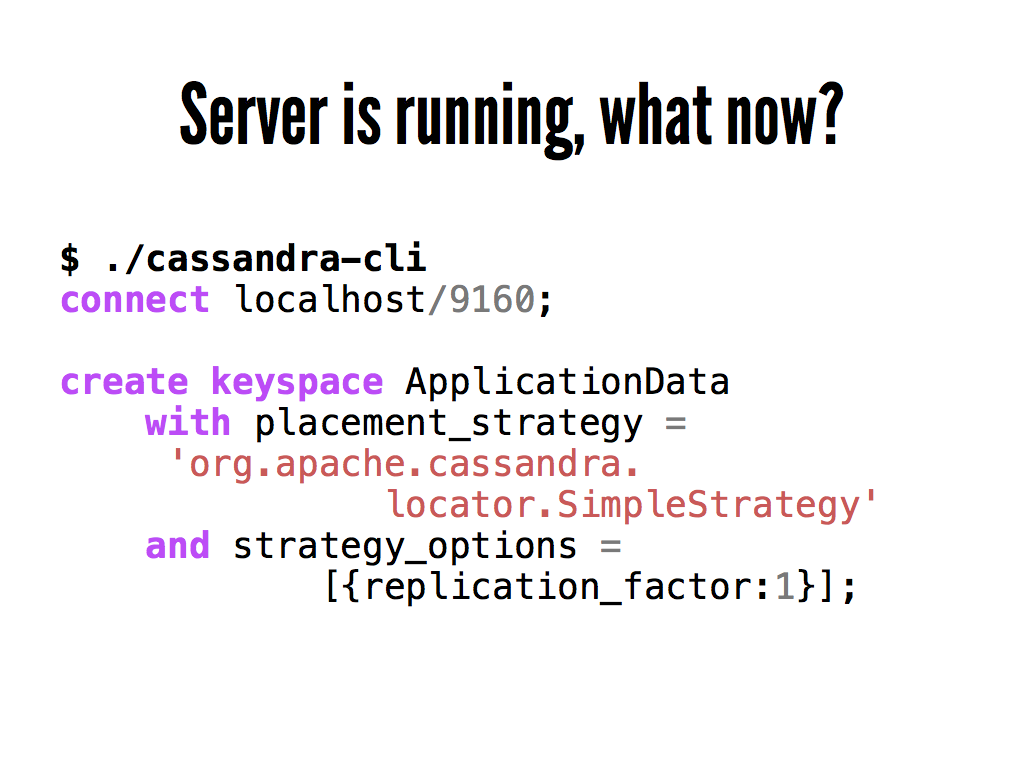 Server is running, what now?
$ ./cassandra-cli
connect localhost/9160;
create keyspace ApplicationData
with placement_strategy =
'org.apache.cassandra.
locator.SimpleStrategy'
and strategy_options =
[{replication_factor:1}];